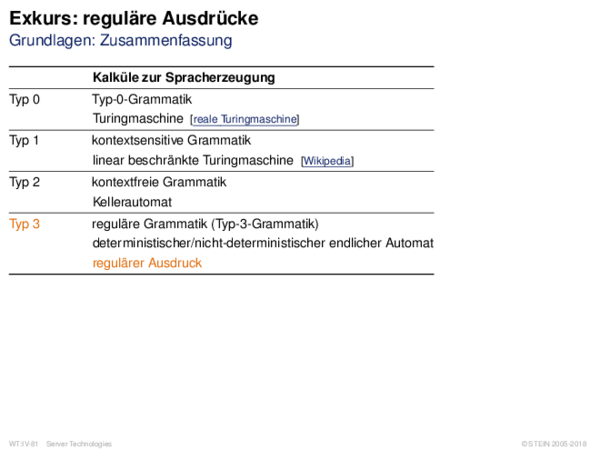 Exkurs: reguläre Ausdrücke
Grundlagen: Zusammenfassung
Kalküle zur Spracherzeugung
Typ 0 Typ-0-Grammatik
Turingmaschine [reale Turingmaschine]
Typ 1 kontextsensitive Grammatik
linear beschränkte Turingmaschine [Wikipedia]
Typ 2 kontextfreie Grammatik
Kellerautomat
Typ 3 reguläre Grammatik (Typ-3-Grammatik)
deterministischer/nicht-deterministischer endlicher Automat
regulärer Ausdruck
WT:IV-81 Server Technologies © STEIN 2005-2018